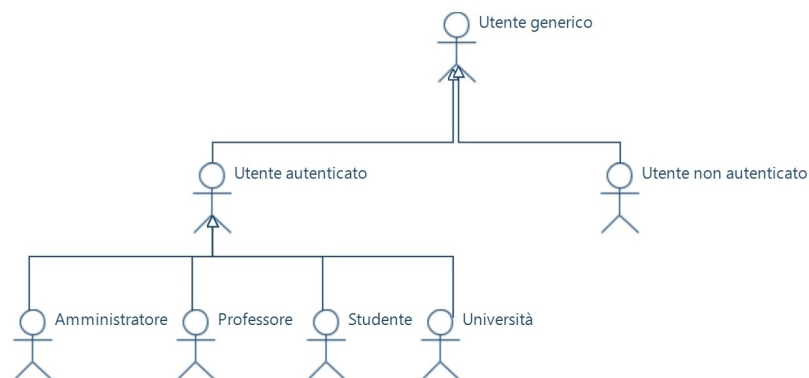 Utente generico
Utente autenticato
Utente non autenticato
Amministratore
Professore
Studente
Università